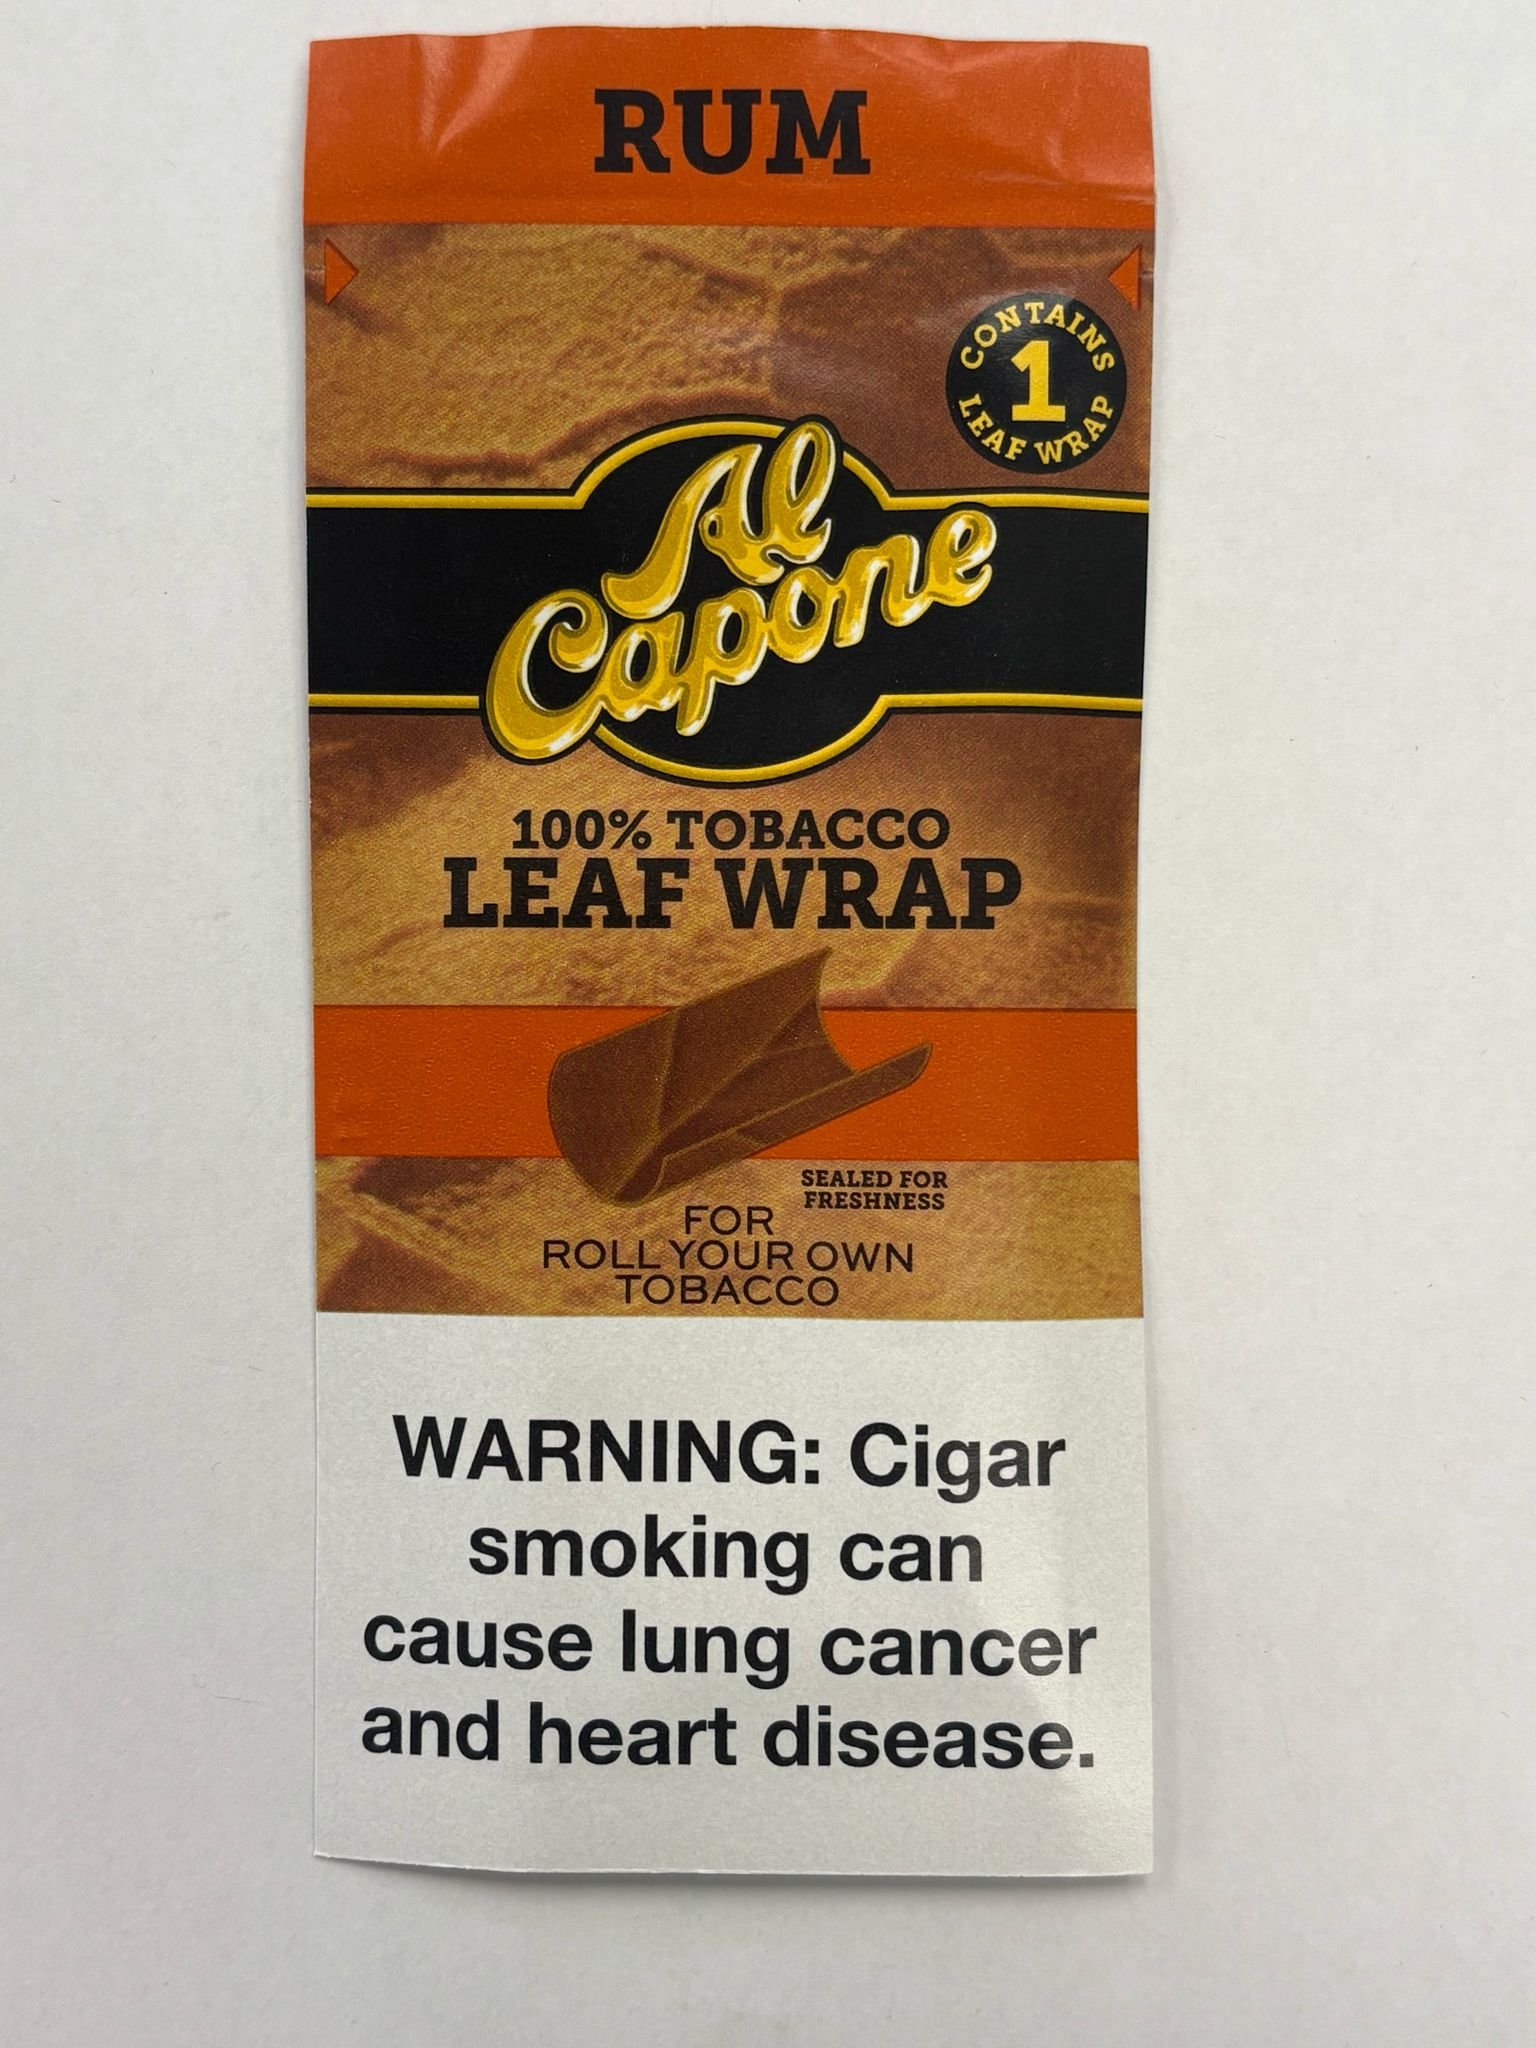 RUM
CONTAINS
1
LEAF WRAP
Al
Capone
100% TOBACCO
LEAF WRAP
SEALED FOR
FRESHNESS
FOR
ROLL YOUR OWN
TOBACCO
WARNING: Cigar
smoking can
cause lung cancer
and heart disease.